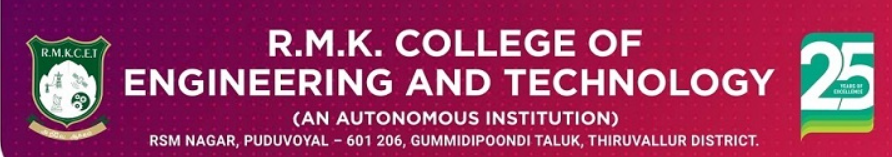 R.M.K.C.E.T
R.M.K. COLLEGE OF
ENGINEERING AND TECHNOLOGY
(AN AUTONOMOUS INSTITUTION)
RSM NAGAR, PUDUVOYAL – 601 206, GUMMIDIPOONDI TALUK, THIRUVALLUR DISTRICT.
25
YEARS OF
EXCELLENCE